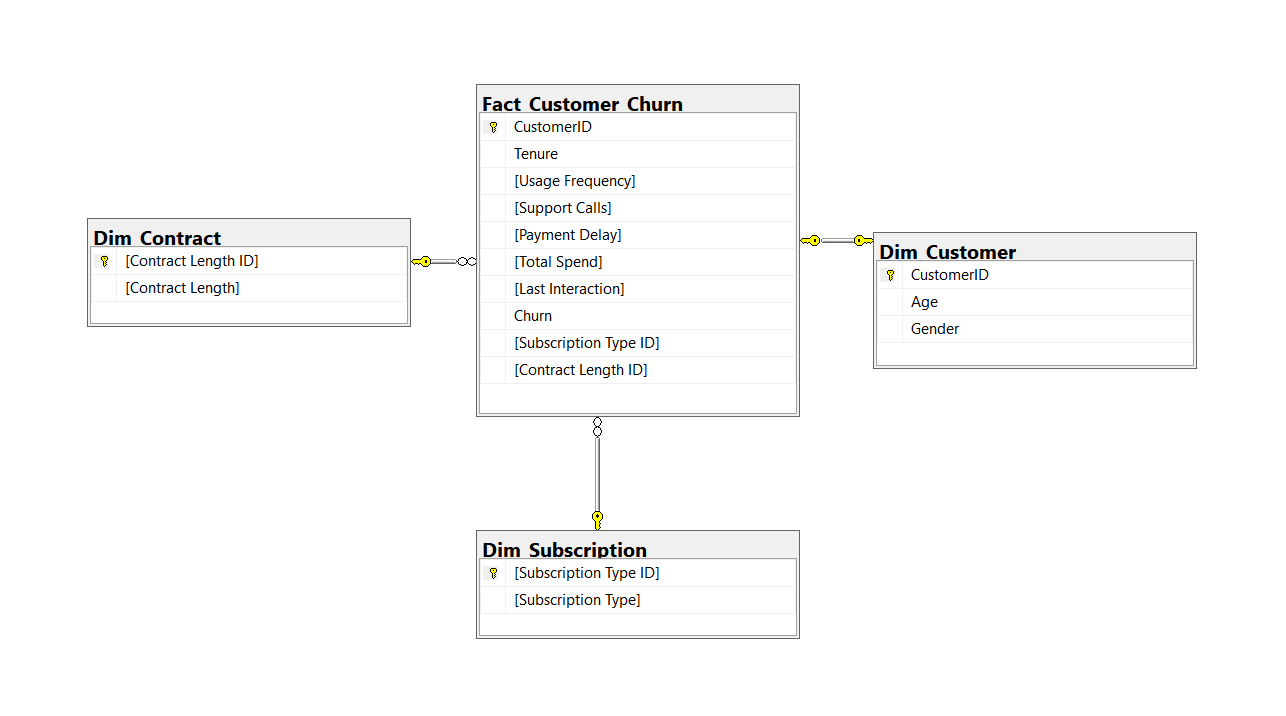 Fact_Customer_Churn
CustomerID
Tenure
[Usage Frequency]
[Support Calls]
[Payment Delay]
[Total Spend]
[Last Interaction]
Churn
[Subscription Type ID]
[Contract Length ID]
Dim_Contract
[Contract Length ID]
[Contract Length]
Dim_Customer
CustomerID
Age
Gender
Dim_Subscription
[Subscription Type ID]
[Subscription Type]